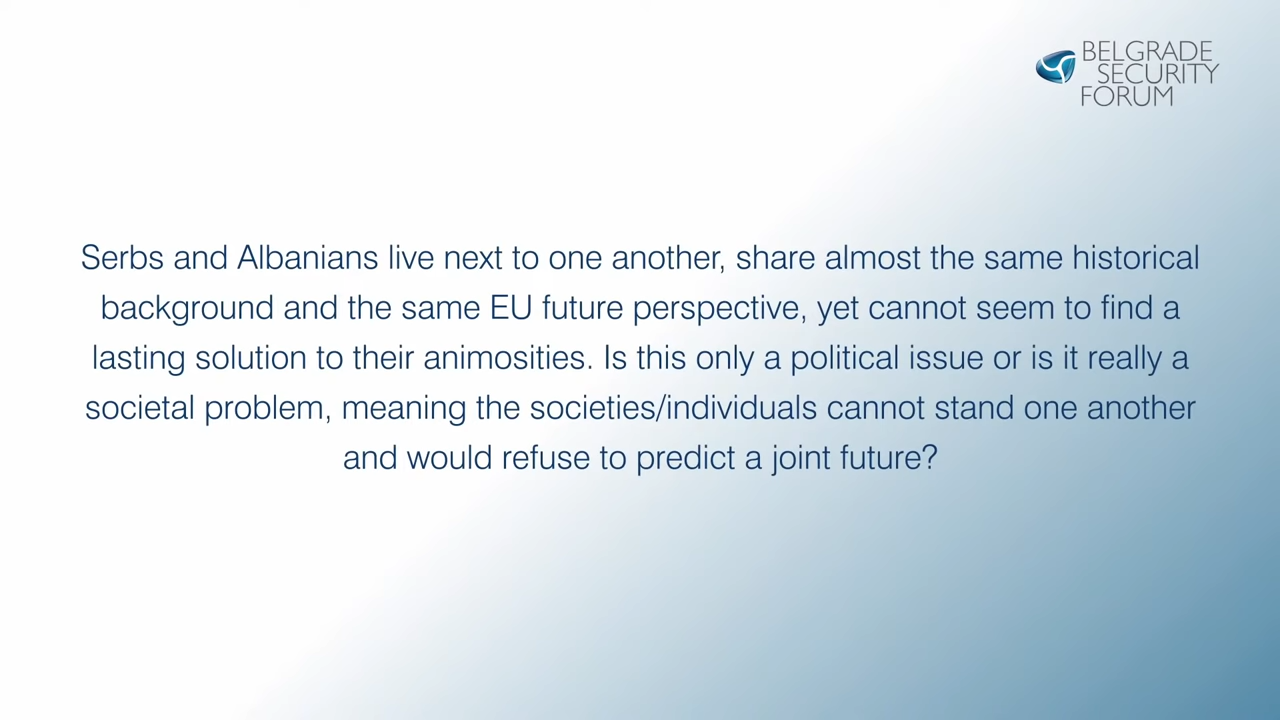 BELGRADE
SECURITY
FORUM
Serbs and Albanians live next to one another, share almost the same historical
background and the same EU future perspective, yet cannot seem to find a
lasting solution to their animosities. Is this only a political issue or is it really a
societal problem, meaning the societies/individuals cannot stand one another
and would refuse to predict a joint future?